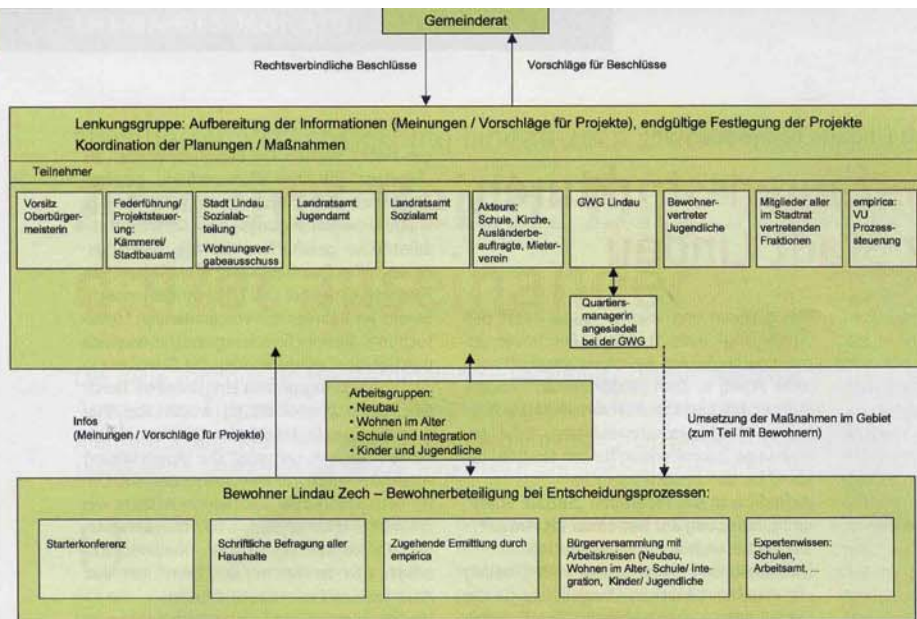 Gemeinderat
Rechtsverbindliche Beschlüsse
Vorschläge für Beschlüsse
Lenkungsgruppe: Aufbereitung der Informationen (Meinungen / Vorschläge für Projekte), endgültige Festlegung der Projekte
Koordination der Planungen / Maßnahmen
Teilnehmer
Vorsitz
Oberbürger-
meisterin
Federführung/
Projektsteuer-
ung:
Kämmerei/
Stadtbauamt
Stadt Lindau
Sozialab-
teilung
Wohnungsver-
gabeausschuss
Landratsamt
Jugendamt
Landratsamt
Sozialamt
Akteure:
Schule, Kirche,
Ausländerbe-
auftragte, Mieter-
verein
GWG Lindau
Bewohner-
vertreter
Jugendliche
Mitglieder aller
im Stadtrat
vertretenden
Fraktionen
empirica:
VU
Prozess-
steuerung
Quartiers-
managerin
angesiedelt
bei der GWG
Arbeitsgruppen:
• Neubau
• Wohnen im Alter
• Schule und Integration
• Kinder und Jugendliche
Infos
(Meinungen / Vorschläge für Projekte)
Umsetzung der Maßnahmen im Gebiet
(zum Teil mit Bewohnern)
Bewohner Lindau Zech – Bewohnerbeteiligung bei Entscheidungsprozessen:
Starterkonferenz
Schriftliche Befragung aller
Haushalte
Zugehende Ermittlung durch
empirica
Bürgerversammlung mit
Arbeitskreisen (Neubau,
Wohnen im Alter, Schule/ Inte-
gration, Kinder/ Jugendliche
Expertenwissen:
Schulen,
Arbeitsamt,